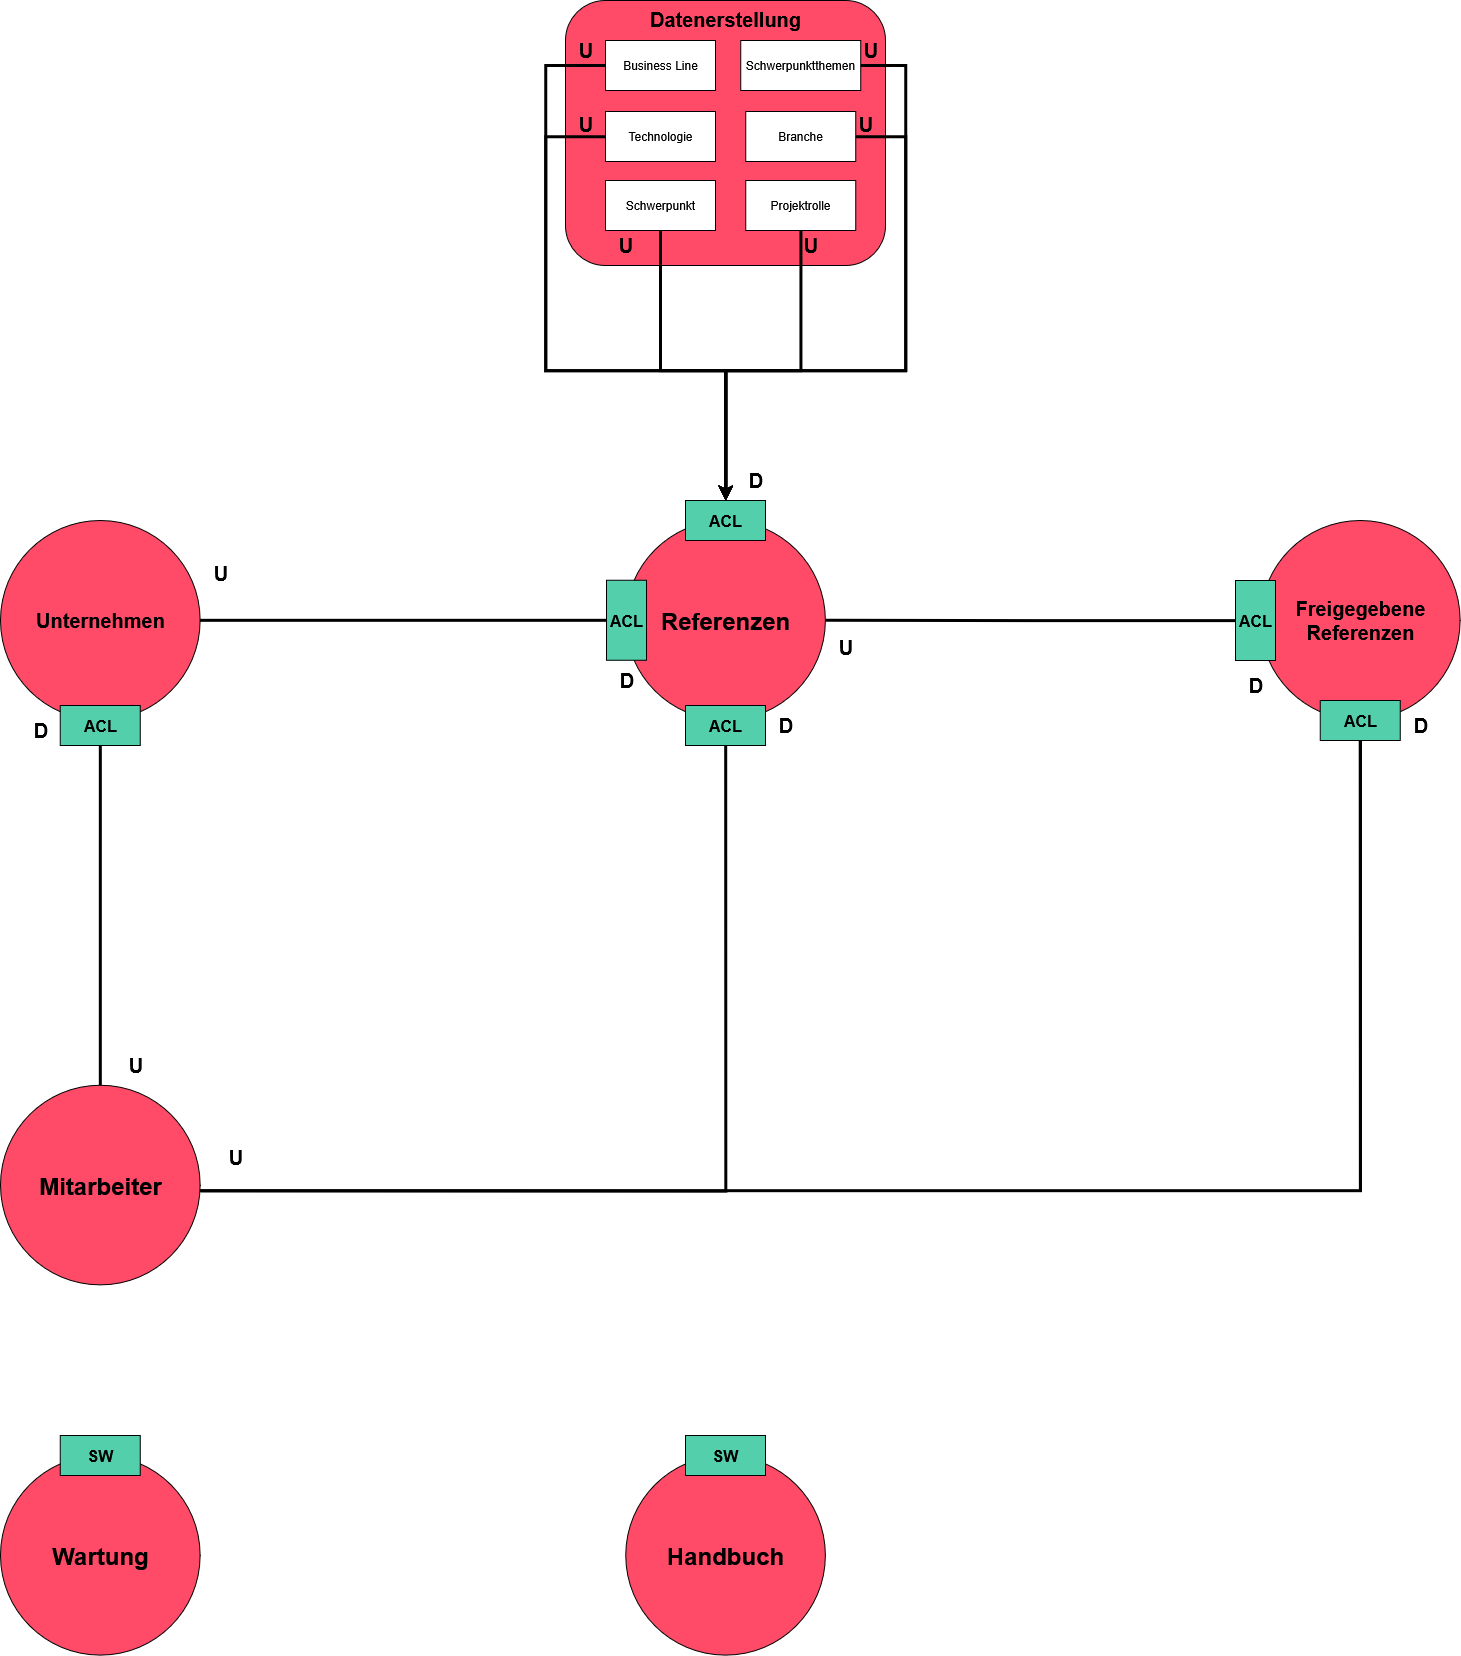 Datenerstellung
U
Business Line
Schwerpunktthemen
U
U
Technologie
Branche
U
Schwerpunkt
Projektrolle
U
U
D
ACL
U
Unternehmen
ACL
Referenzen
ACL
Freigegebene
Referenzen
U
D
D
D
ACL
ACL
D
ACL
D
U
U
Mitarbeiter
SW
SW
Wartung
Handbuch